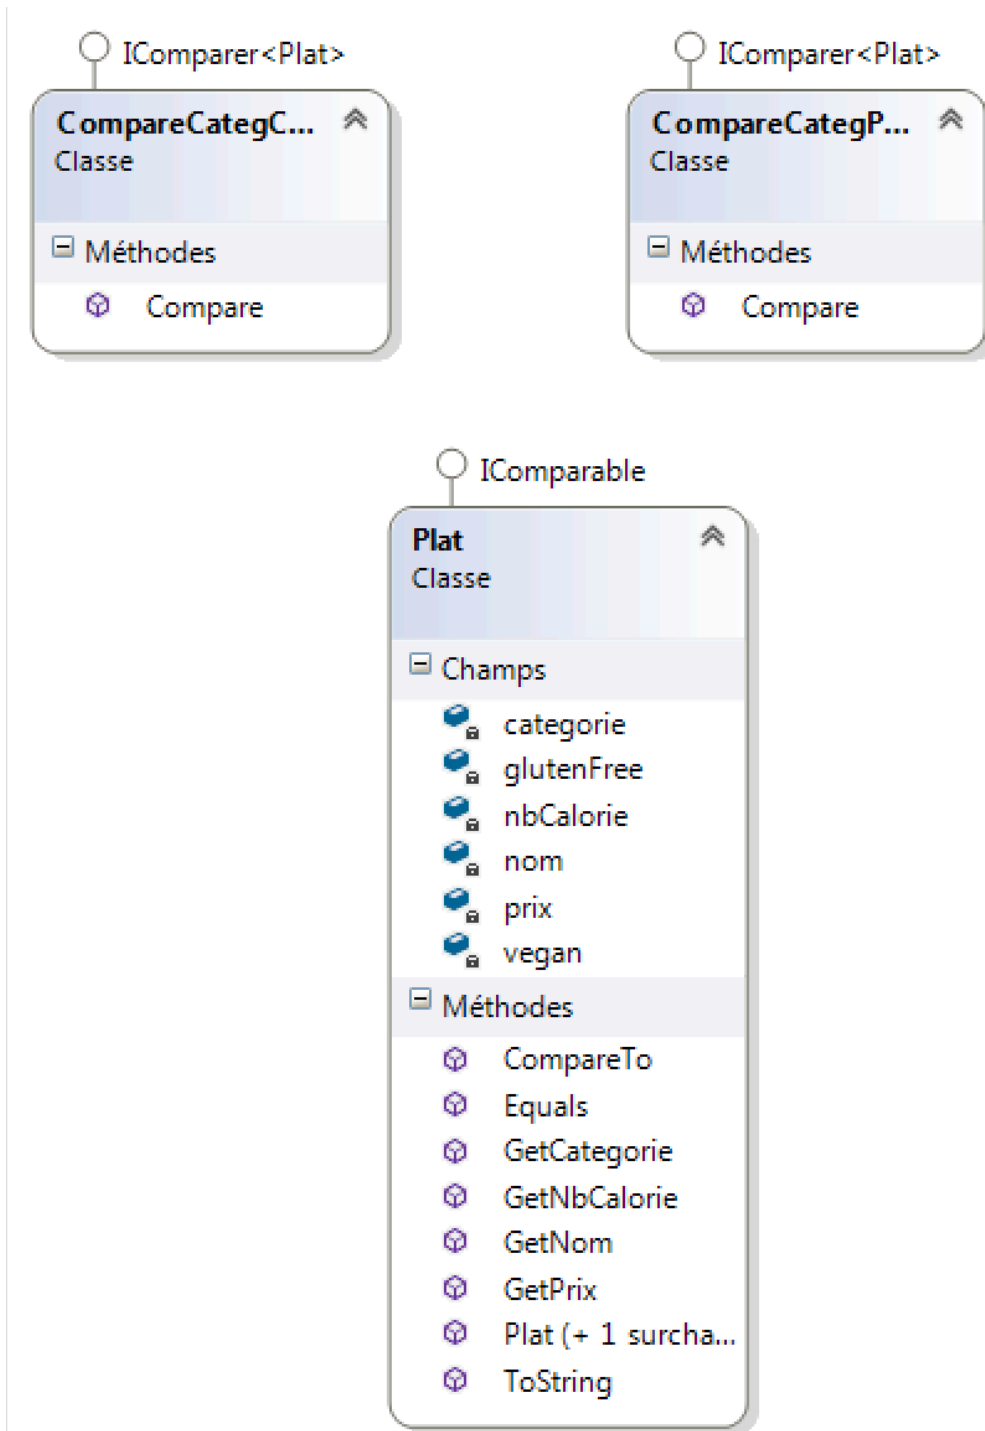 IComparer<Plat>
CompareCategC...
Classe
Méthodes
Compare
IComparer<Plat>
CompareCategP...
Classe
Méthodes
Compare
IComparable
Plat
Classe
Champs
categorie
glutenFree
nbCalorie
nom
prix
vegan
Méthodes
CompareTo
Equals
GetCategorie
GetNbCalorie
GetNom
GetPrix
Plat (+ 1 surcha...
ToString